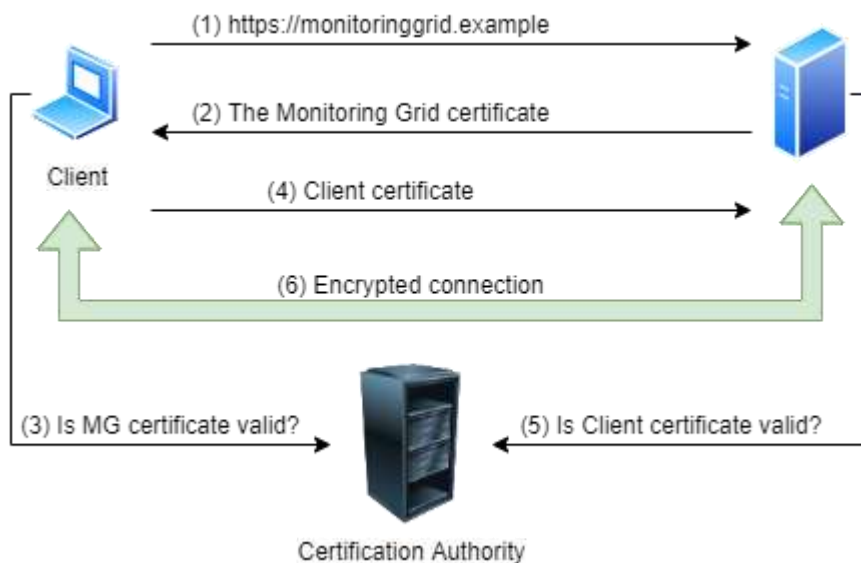 (1) https://monitoringgrid.example
(2) The Monitoring Grid certificate
Client
(4) Client certificate
(6) Encrypted connection
(3) Is MG certificate valid?
(5) Is Client certificate valid?
Certification Authority